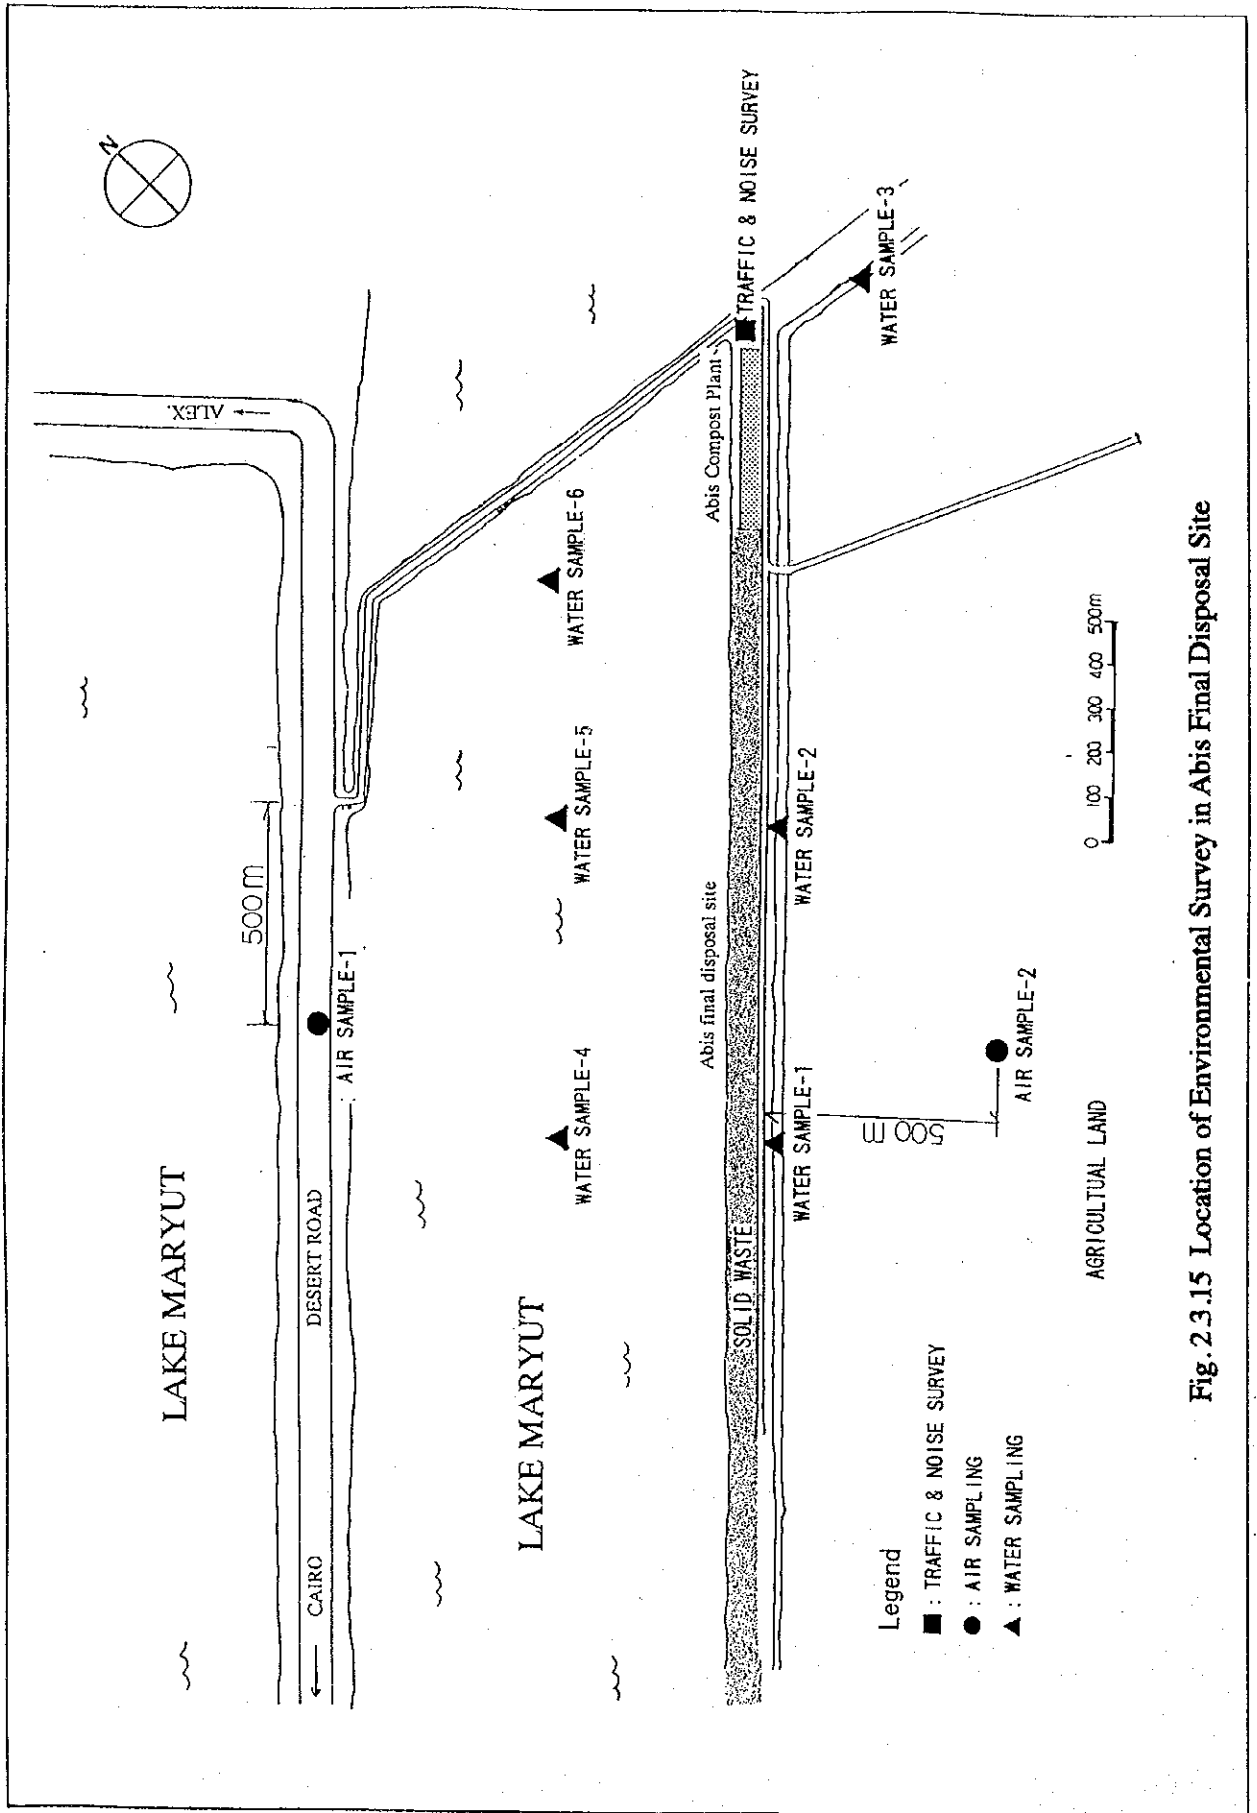 N
ALEX.
500m
LAKE MARYUT
AIR SAMPLE-1
DESERT ROAD
CAIRO
LAKE MARYUT
WATER SAMPLE-4
WATER SAMPLE-5
WATER SAMPLE-6
Abis final disposal site
Abis Compost Plant
TRAFFIC & NOISE SURVEY
SOLID WASTE
WATER SAMPLE-1
WATER SAMPLE-2
WATER SAMPLE-3
500m
AIR SAMPLE-2
AGRICULTUAL LAND
0 100 200 300 400 500m
Legend
■ : TRAFFIC & NOISE SURVEY
● : AIR SAMPLING
▲ : WATER SAMPLING
Fig.2.3.15 Location of Environmental Survey in Abis Final Disposal Site